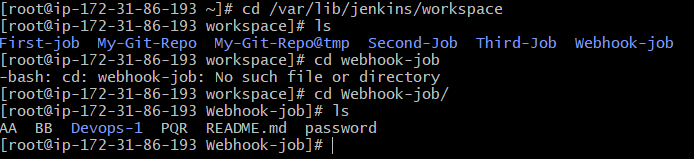 [root@ip-172-31-86-193 ~]# cd /var/lib/jenkins/workspace
[root@ip-172-31-86-193 workspace]# ls
First-job  My-Git-Repo  My-Git-Repo@tmp  Second-Job  Third-Job  Webhook-job
[root@ip-172-31-86-193 workspace]# cd webhook-job
-bash: cd: webhook-job: No such file or directory
[root@ip-172-31-86-193 workspace]# cd Webhook-job/
[root@ip-172-31-86-193 Webhook-job]# ls
AA  BB  Devops-1  PQR  README.md  password
[root@ip-172-31-86-193 Webhook-job]#